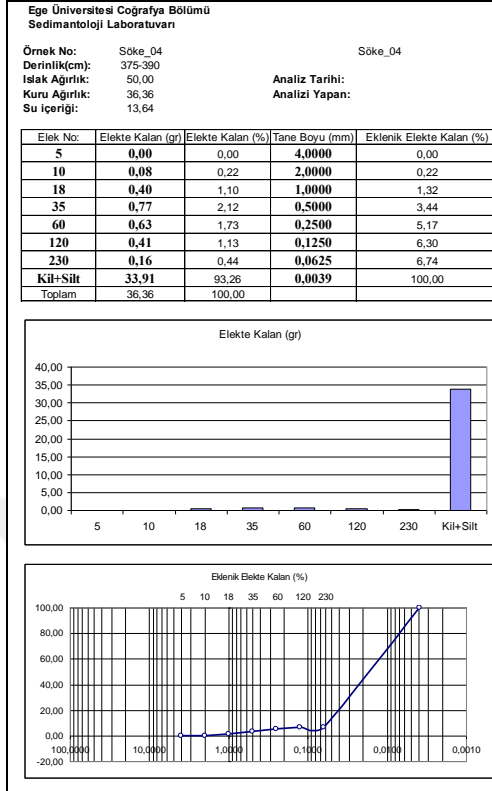 Ege Üniversitesi Coğrafya Bölümü
Sedimantoloji Laboratuvarı
Örnek No: Söke_04 Söke_04
Derinlik(cm): 375-390
Islak Ağırlık: 50,00 Analiz Tarihi:
Kuru Ağırlık: 36,36 Analizi Yapan:
Su içeriği: 13,64
Elek No: Elekte Kalan (gr) Elekte Kalan (%) Tane Boyu (mm) Eklenik Elekte Kalan (%)
5 0,00 0,00 4,0000 0,00
10 0,08 0,22 2,0000 0,22
18 0,40 1,10 1,0000 1,32
35 0,77 2,12 0,5000 3,44
60 0,63 1,73 0,2500 5,17
120 0,41 1,13 0,1250 6,30
230 0,16 0,44 0,0625 6,74
Kil+Silt 33,91 93,26 0,0039 100,00
Toplam 36,36 100,00
Elekte Kalan (gr)
40,00
35,00
30,00
25,00
20,00
15,00
10,00
5,00
0,00
5 10 18 35 60 120 230 Kil+Silt
Eklenik Elekte Kalan (%)
5 10 18 35 60 120 230
100,00
80,00
60,00
40,00
20,00
0,00
100,0000 10,0000 1,0000 0,1000 0,0100 0,0010
-20,00